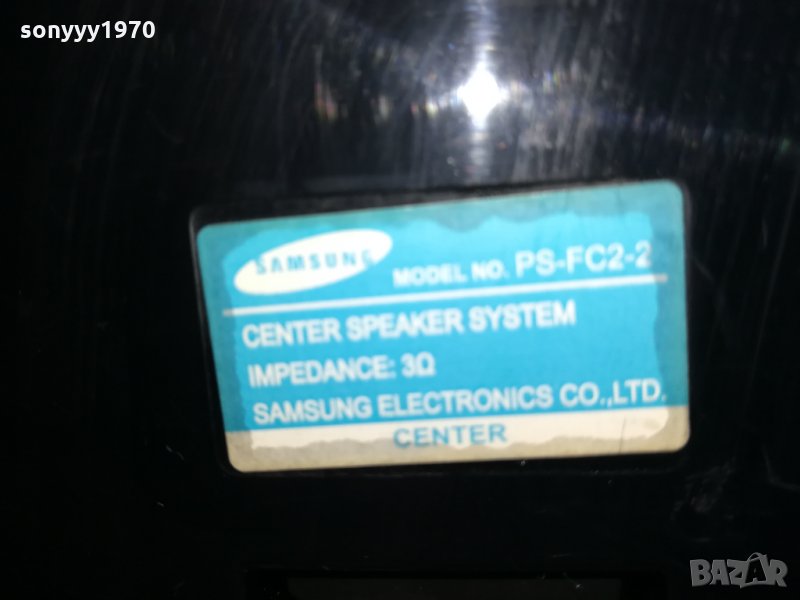 sonyyy1970
SAMSUNG MODEL NO. PS-FC2-2
CENTER SPEAKER SYSTEM
IMPEDANCE: 3Ω
SAMSUNG ELECTRONICS CO.,LTD.
CENTER
BAZAR